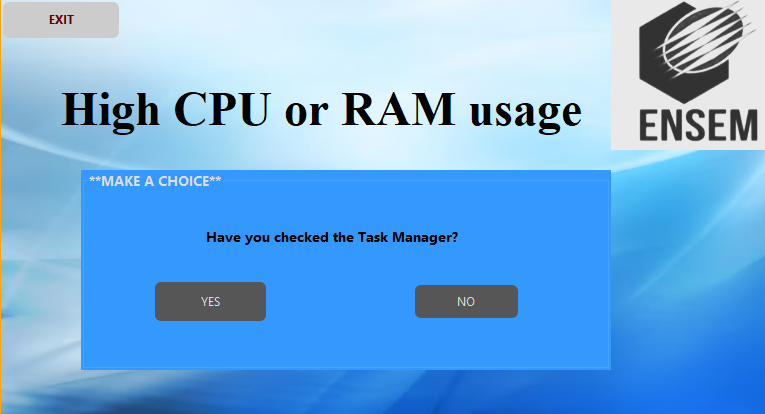 EXIT
ENSEM
High CPU or RAM usage
**MAKE A CHOICE**
Have you checked the Task Manager?
YES
NO